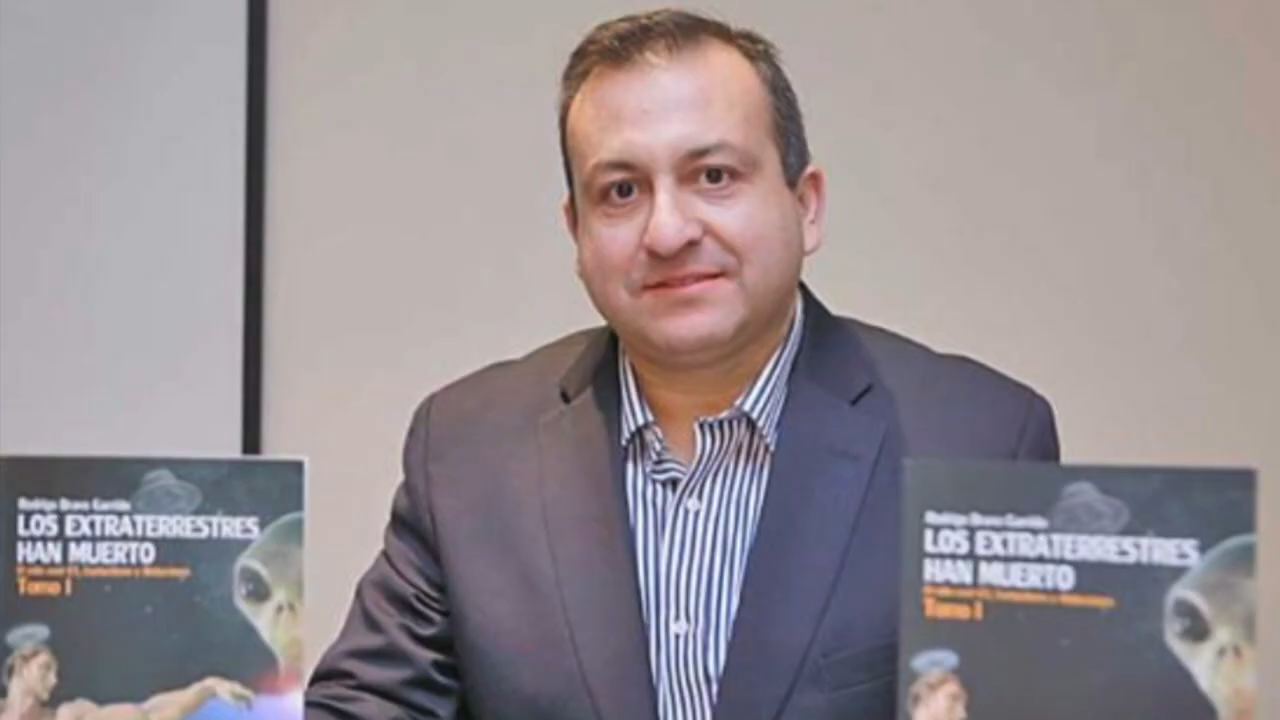 Rodrigo Bravo Garrido
LOS EXTRATERRESTRES
HAN MUERTO
Tomo I
Rodrigo Bravo Garrido
LOS EXTRATERRESTRES
HAN MUERTO
Tomo I